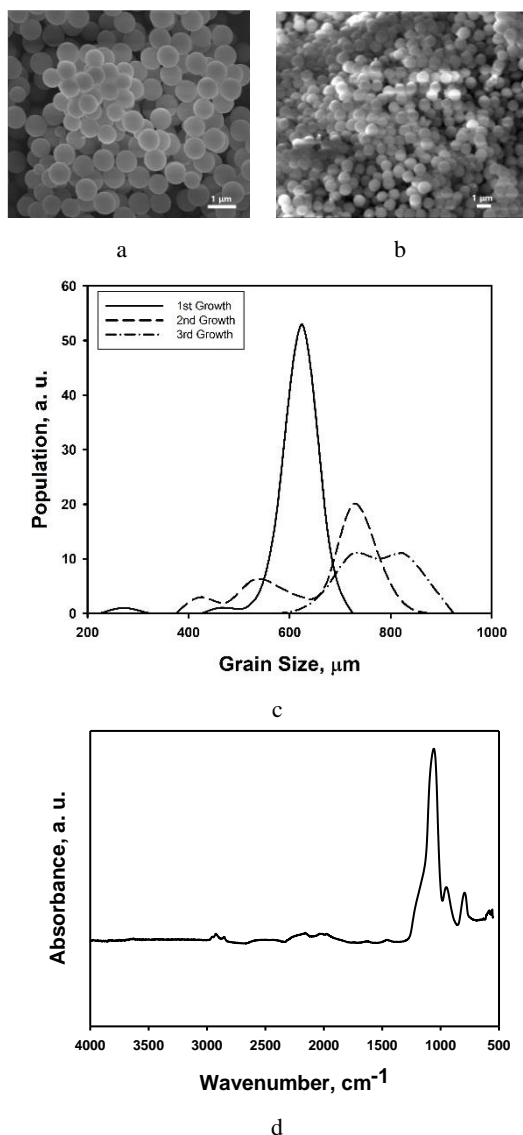 1 μm
1 μm
a
b
60
50
40
30
20
10
0
Population, a. u.
1st Growth
2nd Growth
3rd Growth
200 400 600 800 1000
Grain Size, μm
c
Absorbance, a. u.
4000 3500 3000 2500 2000 1500 1000 500
Wavenumber, cm-1
d